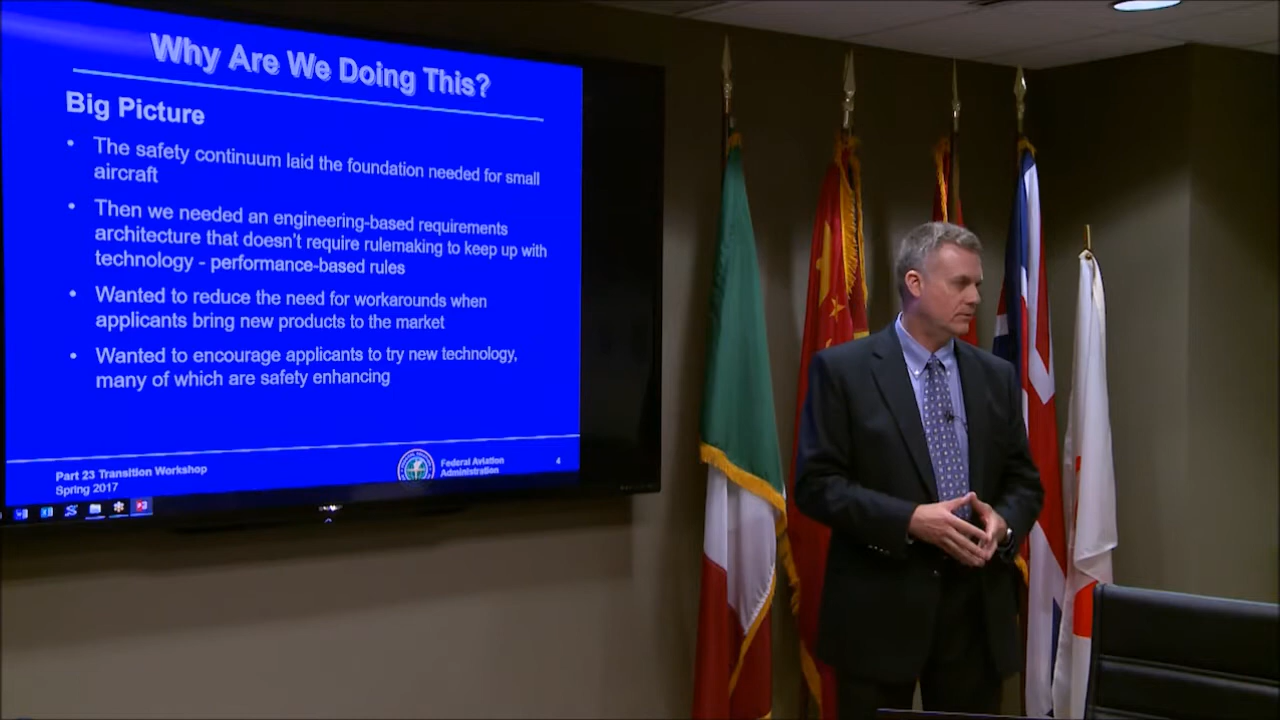 Why Are We Doing This?
Big Picture
• The safety continuum laid the foundation needed for small
aircraft
• Then we needed an engineering-based requirements
architecture that doesn't require rulemaking to keep up with
technology - performance-based rules
• Wanted to reduce the need for workarounds when
applicants bring new products to the market
• Wanted to encourage applicants to try new technology,
many of which are safety enhancing
Part 23 Transition Workshop
Spring 2017
Federal Aviation
Administration
4